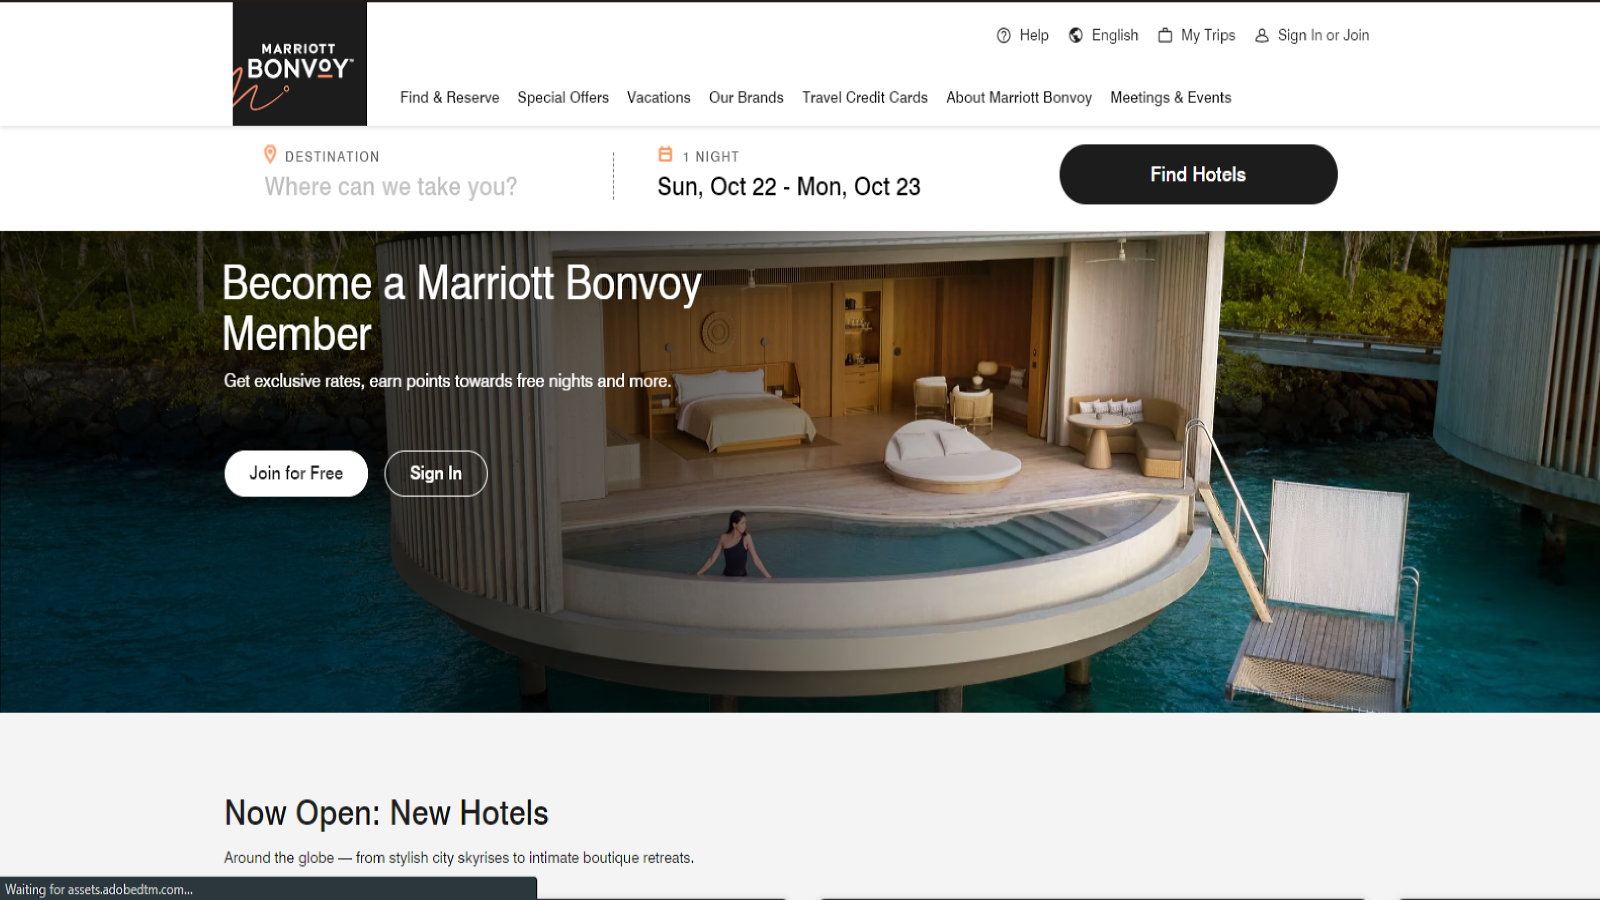 MARRIOTT
BONVOY™
Help
English
My Trips
Sign In or Join
Find & Reserve
Special Offers
Vacations
Our Brands
Travel Credit Cards
About Marriott Bonvoy
Meetings & Events
DESTINATION
Where can we take you?
1 NIGHT
Sun, Oct 22 - Mon, Oct 23
Find Hotels
Become a Marriott Bonvoy
Member
Get exclusive rates, earn points towards free nights and more.
Join for Free
Sign In
Now Open: New Hotels
Around the globe — from stylish city skyrises to intimate boutique retreats.
Waiting for assets.adobedtm.com...